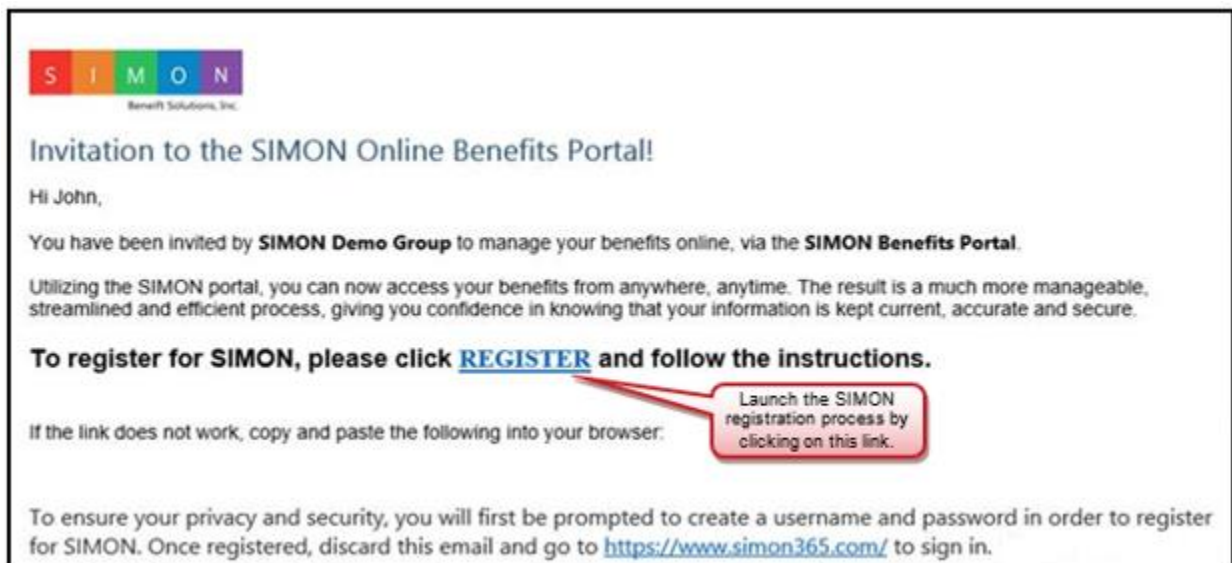 S I M O N
Benefit Solutions, Inc.
Invitation to the SIMON Online Benefits Portal!
Hi John,
You have been invited by SIMON Demo Group to manage your benefits online, via the SIMON Benefits Portal.
Utilizing the SIMON portal, you can now access your benefits from anywhere, anytime. The result is a much more manageable,
streamlined and efficient process, giving you confidence in knowing that your information is kept current, accurate and secure.
To register for SIMON, please click REGISTER and follow the instructions.
Launch the SIMON
registration process by
clicking on this link.
If the link does not work, copy and paste the following into your browser:
To ensure your privacy and security, you will first be prompted to create a username and password in order to register
for SIMON. Once registered, discard this email and go to https://www.simon365.com/ to sign in.